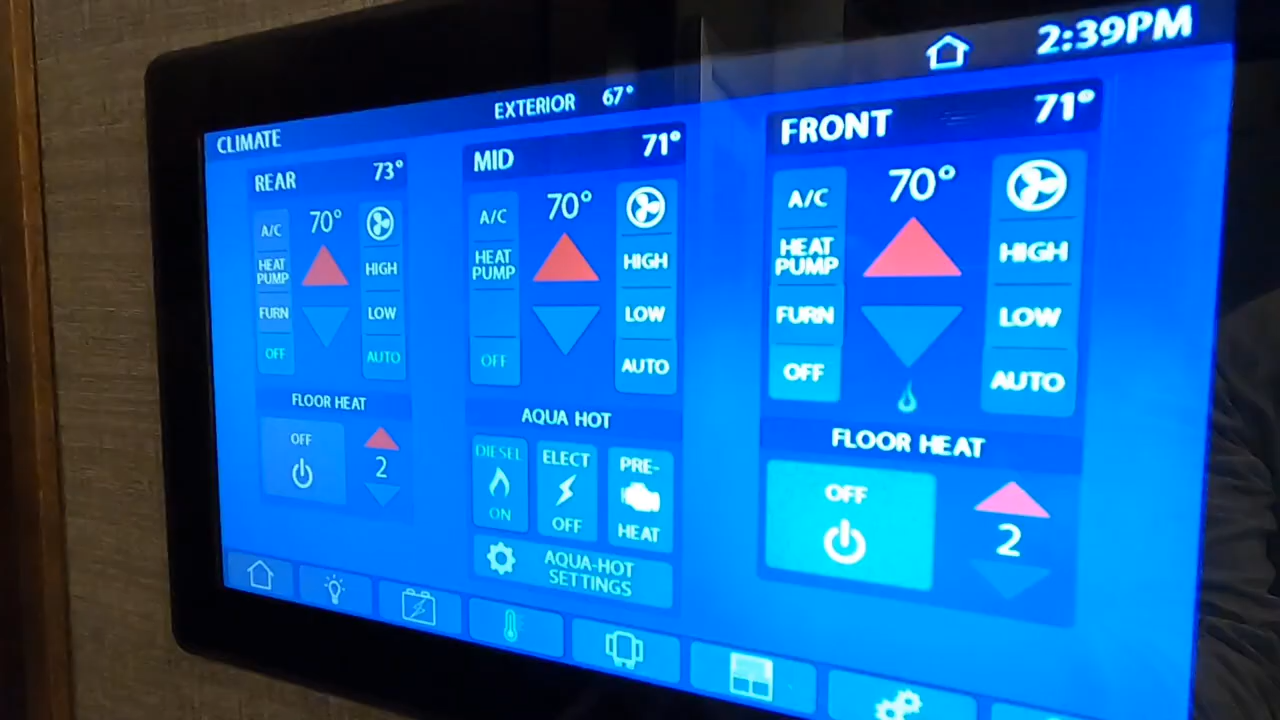 2:39PM
EXTERIOR 67°
CLIMATE
REAR 73°
70°
A/C
HEAT
PUMP
FURN
OFF
HIGH
LOW
AUTO
FLOOR HEAT
OFF
2
MID 71°
70°
A/C
HEAT
PUMP
OFF
HIGH
LOW
AUTO
AQUA HOT
DIESEL
ON
ELECT
OFF
PRE-
HEAT
AQUA-HOT
SETTINGS
FRONT 71°
70°
A/C
HEAT
PUMP
FURN
OFF
HIGH
LOW
AUTO
FLOOR HEAT
OFF
2